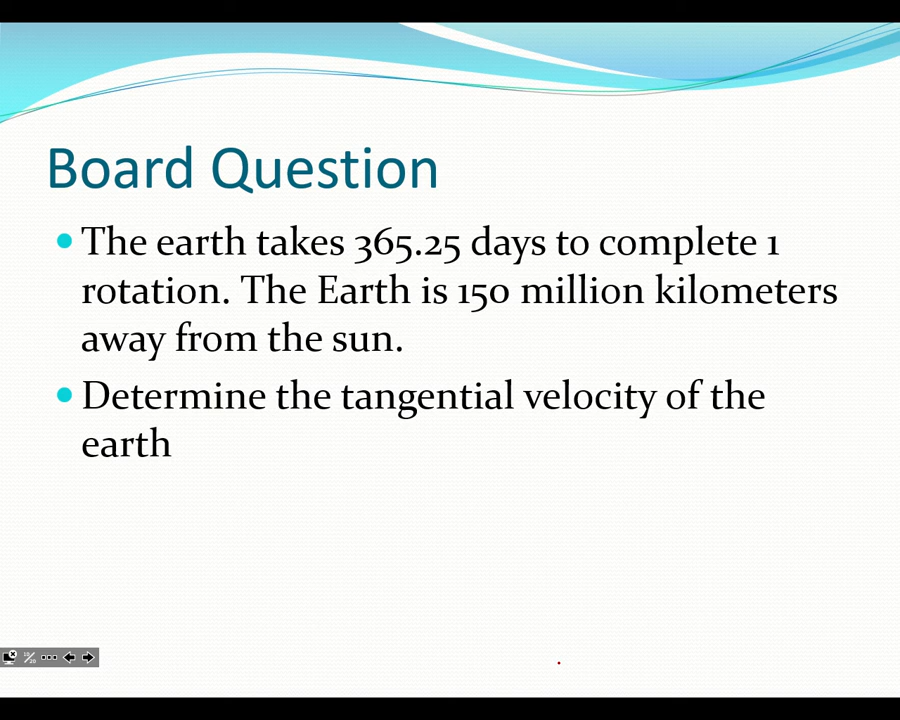 Board Question
The earth takes 365.25 days to complete 1
rotation. The Earth is 150 million kilometers
away from the sun.
Determine the tangential velocity of the
earth